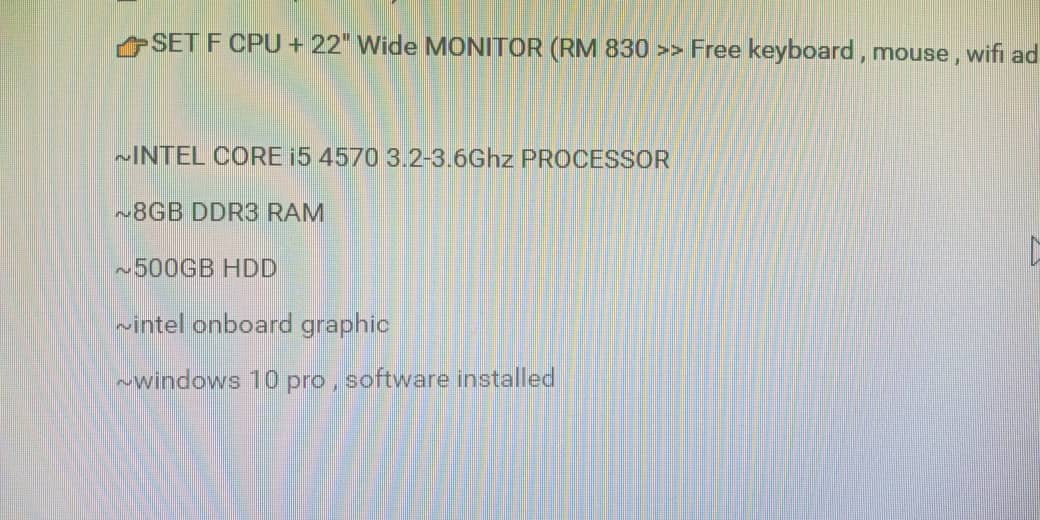 👉SET F CPU + 22" Wide MONITOR (RM 830 >> Free keyboard , mouse , wifi ad
~INTEL CORE i5 4570 3.2-3.6Ghz PROCESSOR
~8GB DDR3 RAM
~500GB HDD
~intel onboard graphic
~windows 10 pro , software installed